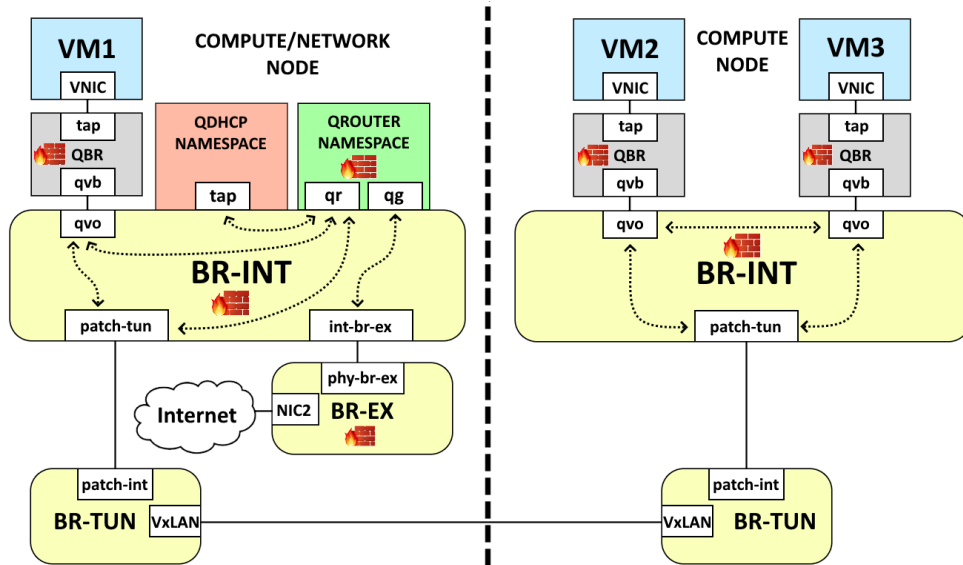 VM1
VNIC
tap
QBR
qvb
qvo
COMPUTE/NETWORK
NODE
QDHCP
NAMESPACE
tap
QROUTER
NAMESPACE
qr
qg
BR-INT
patch-tun
int-br-ex
phy-br-ex
Internet
NIC2
BR-EX
patch-int
BR-TUN
VxLAN
VM2
VNIC
tap
QBR
qvb
qvo
COMPUTE
NODE
VM3
VNIC
tap
QBR
qvb
qvo
BR-INT
patch-tun
patch-int
VxLAN
BR-TUN